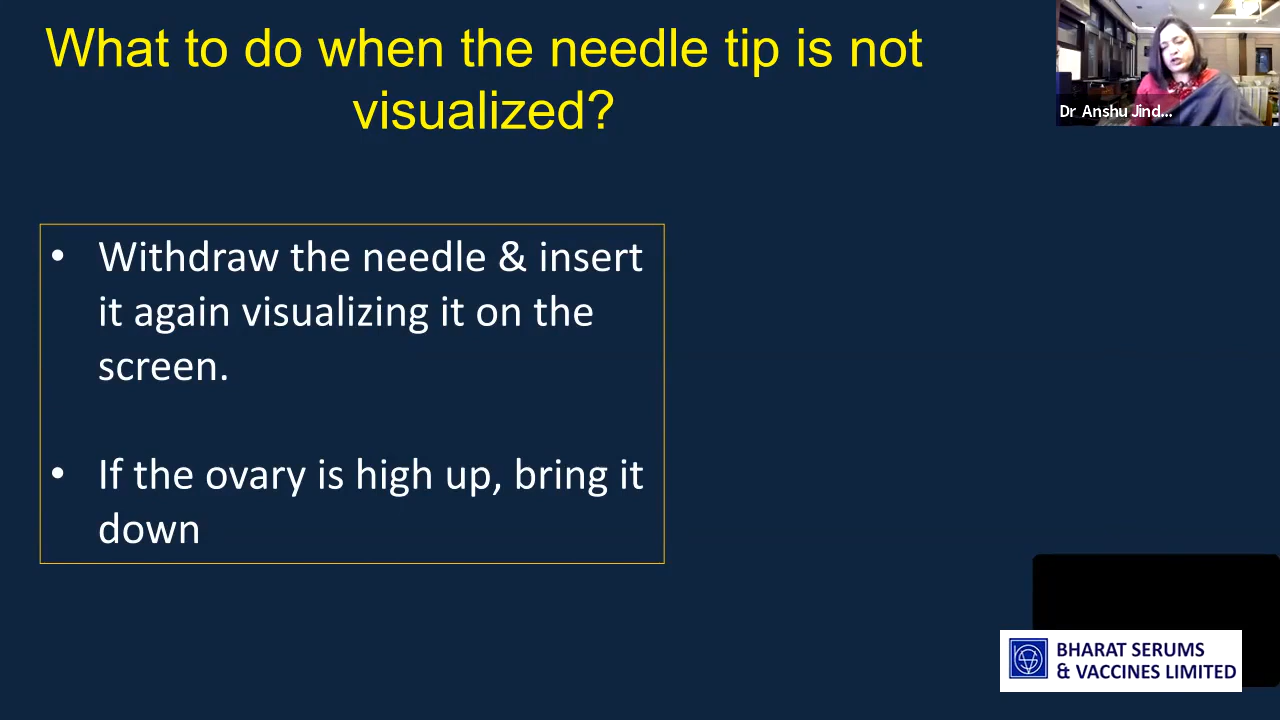 What to do when the needle tip is not
visualized?
Dr Anshu Jind...
• Withdraw the needle & insert
it again visualizing it on the
screen.
• If the ovary is high up, bring it
down
BHARAT SERUMS
& VACCINES LIMITED